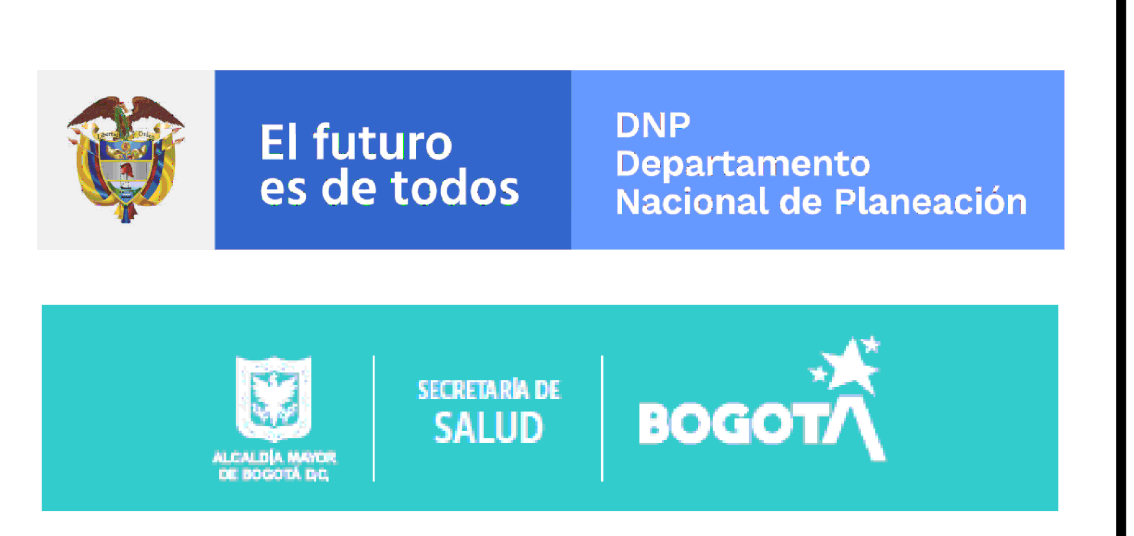 El futuro
es de todos
DNP
Departamento
Nacional de Planeación
ALCALDÍA MAYOR
DE BOGOTÁ D.C.
SECRETARÍA DE
SALUD
BOGOTÁ